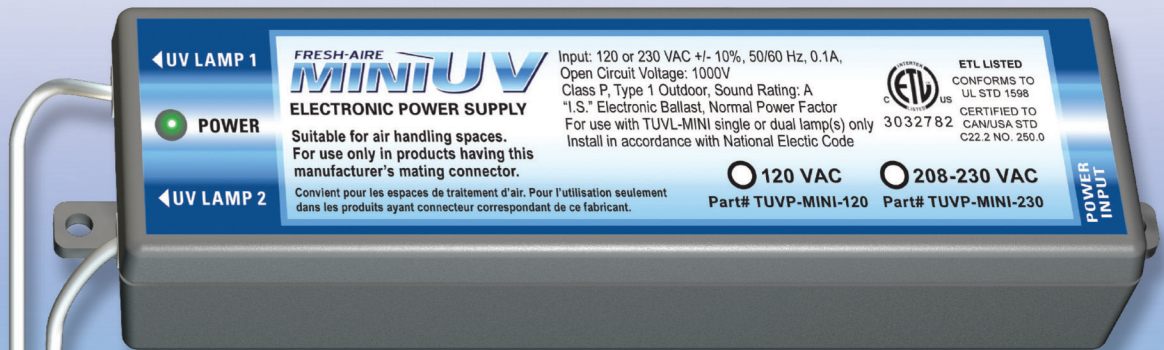 UV LAMP 1
POWER
UV LAMP 2
FRESH-AIRE
MINI UV
ELECTRONIC POWER SUPPLY
Suitable for air handling spaces.
For use only in products having this
manufacturer's mating connector.
Convient pour les espaces de traitement d'air. Pour l'utilisation seulement
dans les produits ayant connecteur correspondant de ce fabricant.
Input: 120 or 230 VAC +/- 10%, 50/60 Hz, 0.1A,
Open Circuit Voltage: 1000V
Class P, Type 1 Outdoor, Sound Rating: A
"I.S." Electronic Ballast, Normal Power Factor
For use with TUVL-MINI single or dual lamp(s) only
Install in accordance with National Electic Code
120 VAC
Part# TUVP-MINI-120
208-230 VAC
Part# TUVP-MINI-230
INTERTEK
C ETL US
LISTED
3032782
ETL LISTED
CONFORMS TO
UL STD 1598
CERTIFIED TO
CAN/USA STD
C22.2 NO. 250.0
POWER
INPUT